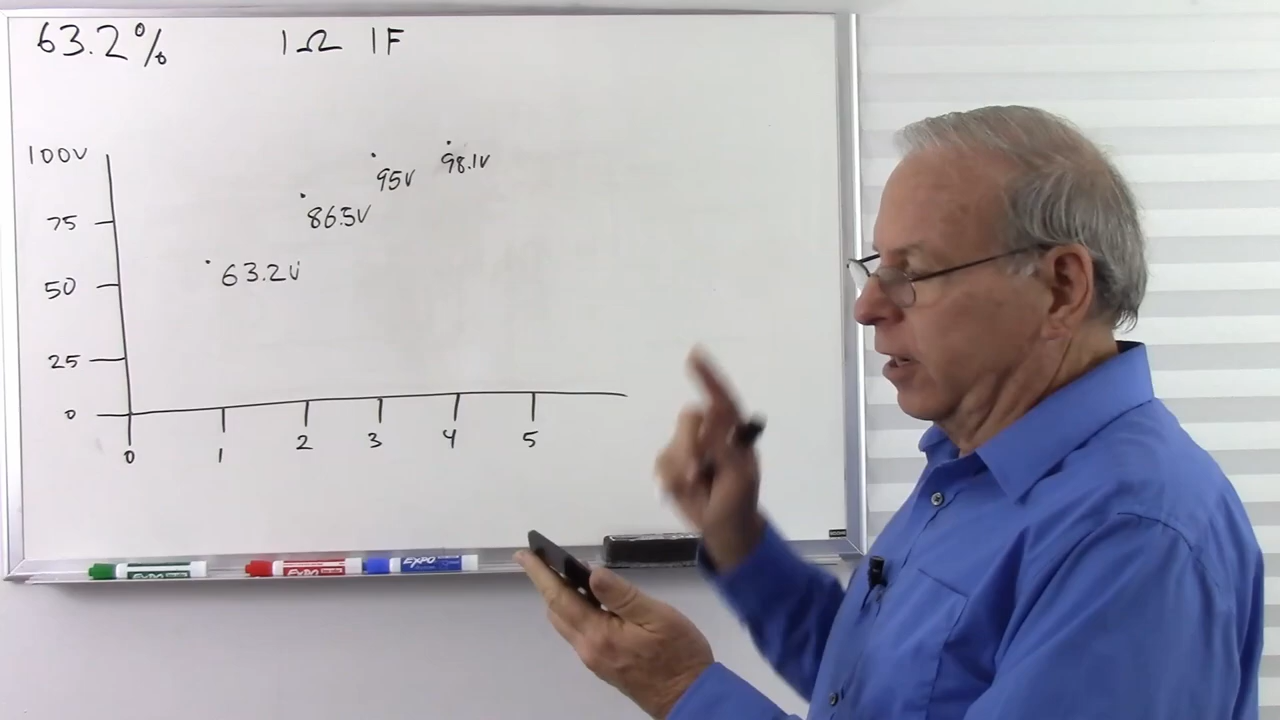 63.2% 1Ω 1F
100V
98.1V
95V
75
86.5V
63.2V
50
25
0
0 1 2 3 4 5
EXPO EXPO EXPO